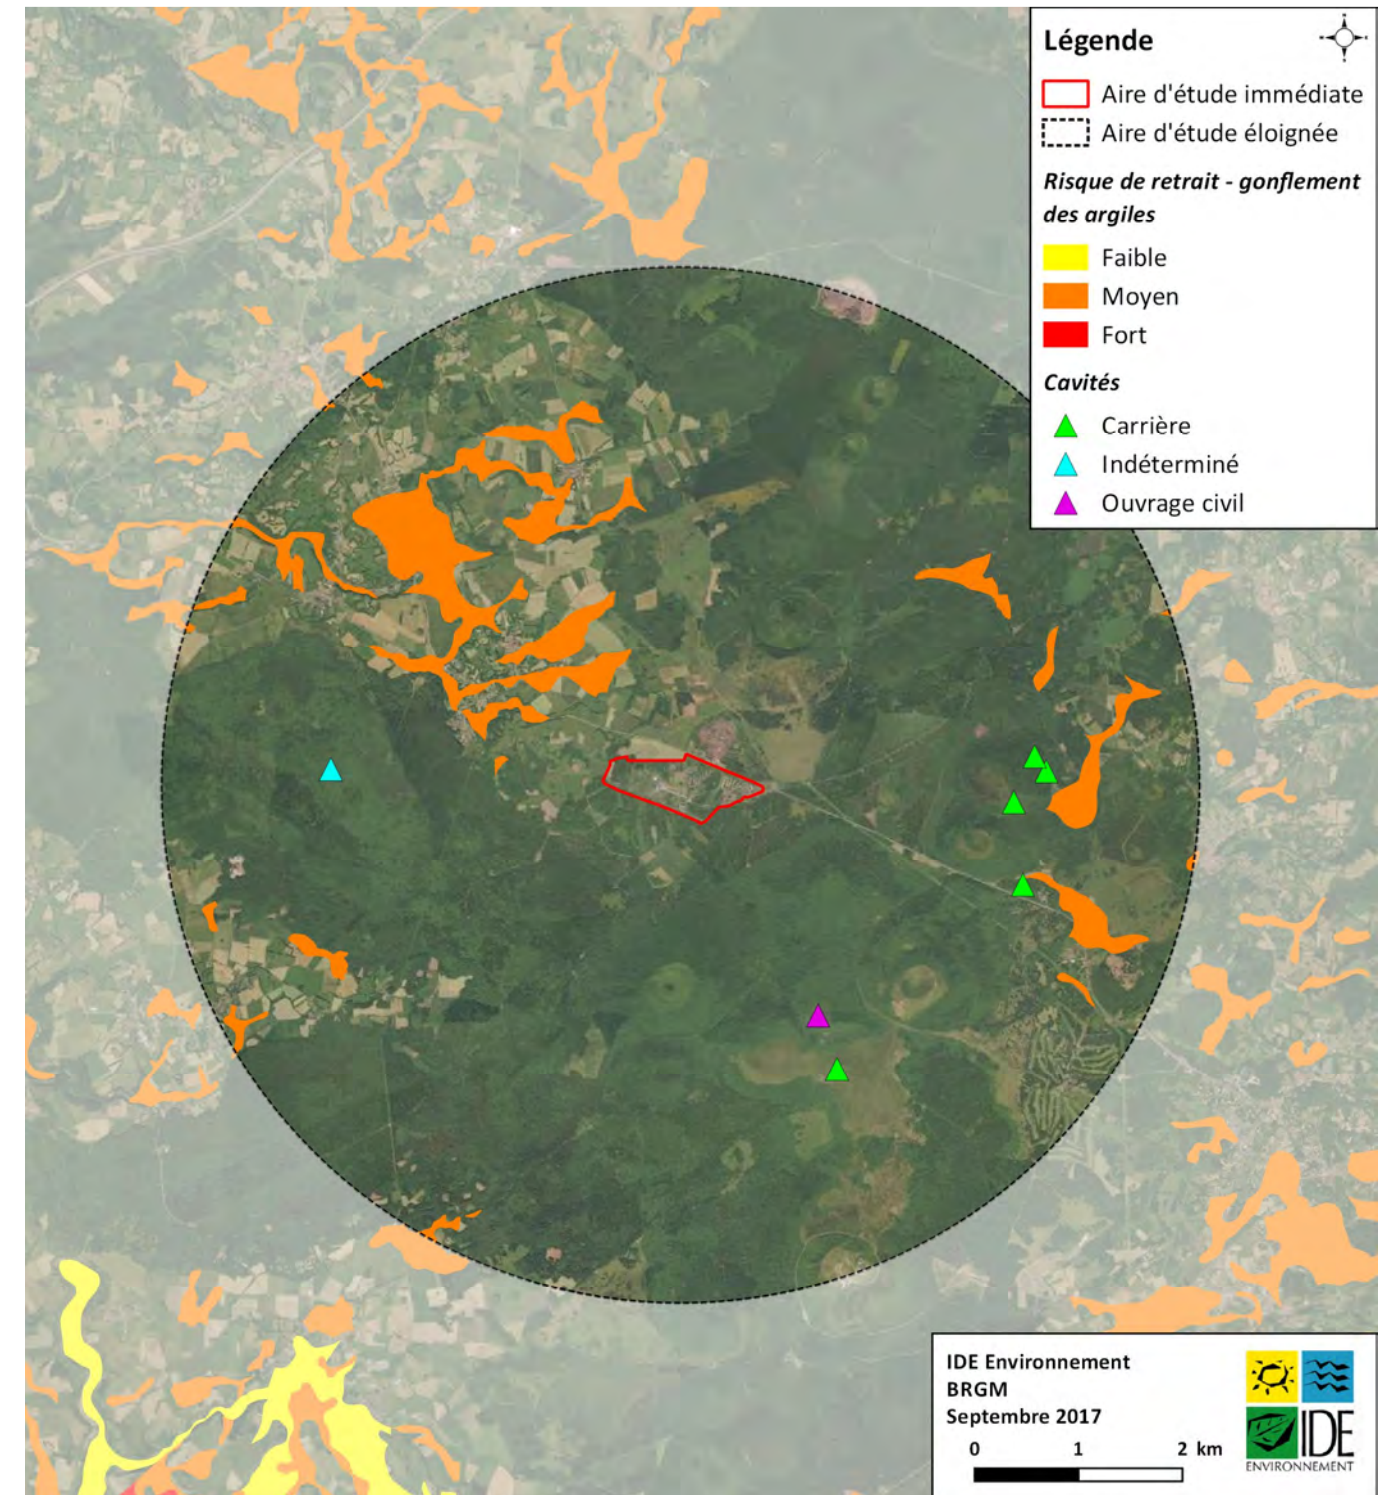 Légende
Aire d'étude immédiate
Aire d'étude éloignée
Risque de retrait - gonflement
des argiles
Faible
Moyen
Fort
Cavités
Carrière
Indéterminé
Ouvrage civil
IDE Environnement
BRGM
Septembre 2017
0 1 2 km
IDE
ENVIRONNEMENT